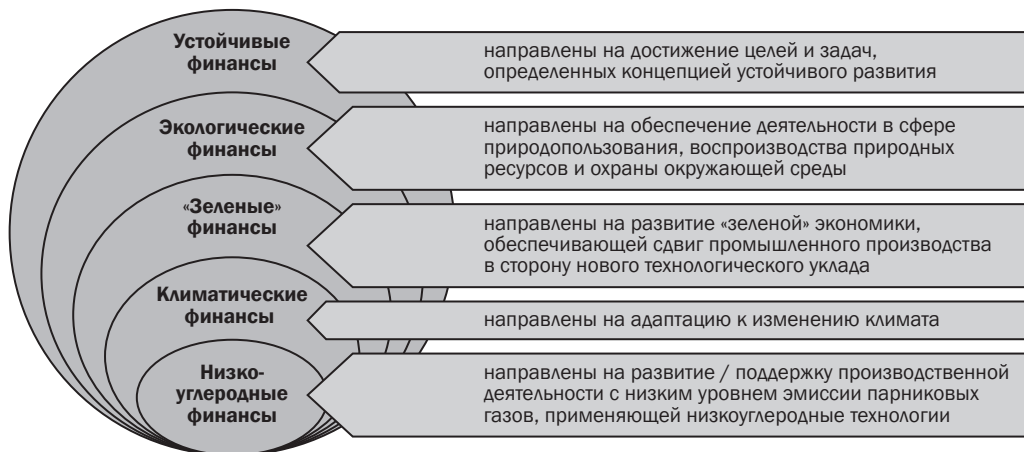 Устойчивые
финансы
направлены на достижение целей и задач,
определенных концепцией устойчивого развития
Экологические
финансы
направлены на обеспечение деятельности в сфере
природопользования, воспроизводства природных
ресурсов и охраны окружающей среды
«Зеленые»
финансы
направлены на развитие «зеленой» экономики,
обеспечивающей сдвиг промышленного производства
в сторону нового технологического уклада
Климатические
финансы
направлены на адаптацию к изменению климата
Низко-
углеродные
финансы
направлены на развитие / поддержку производственной
деятельности с низким уровнем эмиссии парниковых
газов, применяющей низкоуглеродные технологии